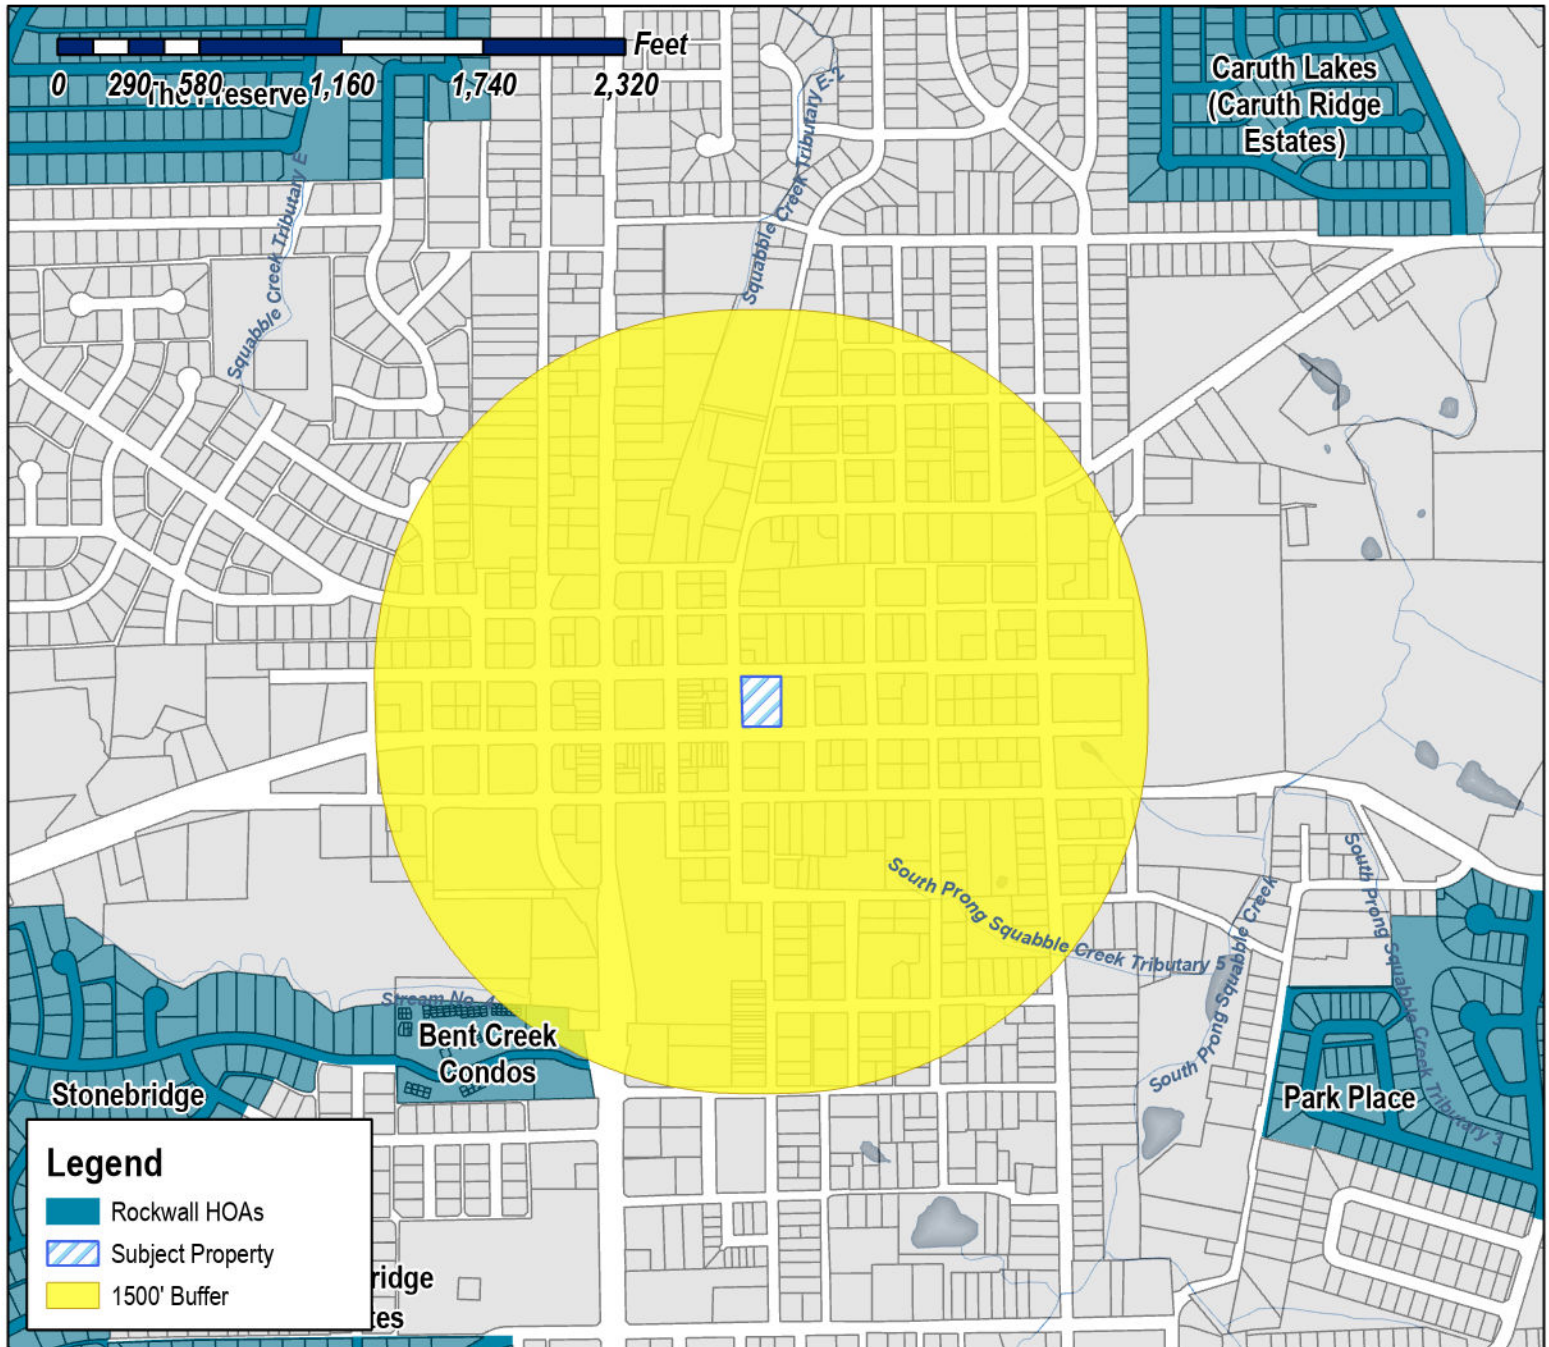 Feet
0 290 580 1,160 1,740 2,320
The Preserve
Caruth Lakes
(Caruth Ridge
Estates)
Squabble Creek Tributary E-2
Squabble Creek Tributary E
South Prong Squabble Creek Tributary 5
South Prong Squabble Creek
South Prong Squabble Creek Tributary 3
Stream No. 4
Bent Creek
Condos
Stonebridge
Park Place
Legend
Rockwall HOAs
Subject Property
1500' Buffer
ridge
tes